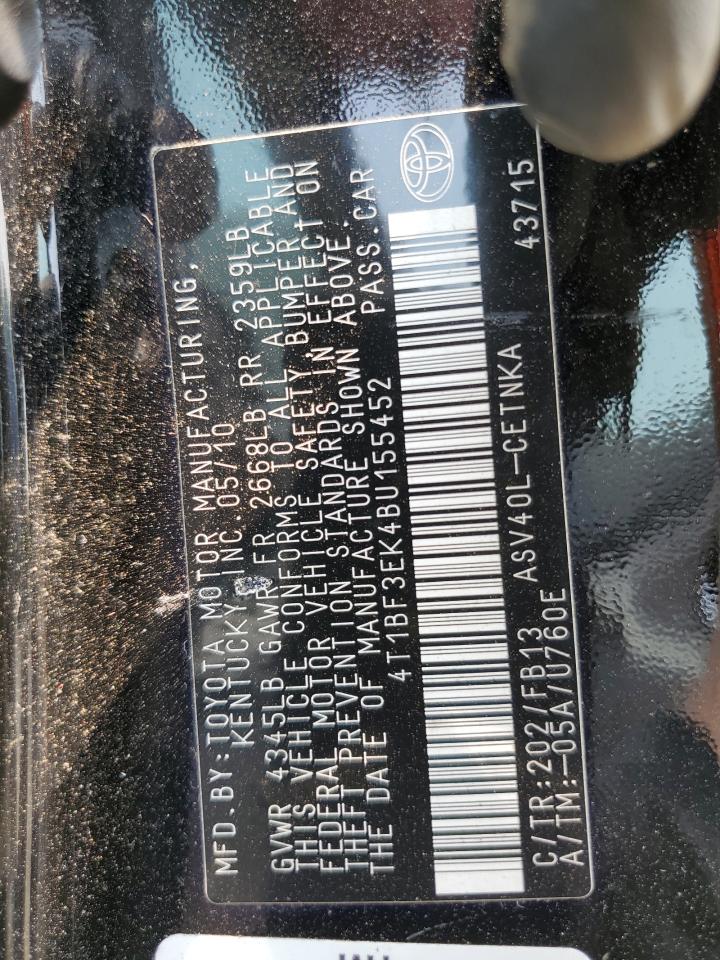 MFD.BY:TOYOTA MOTOR MANUFACTURING,
KENTUCKY,INC.05/10
GVWR 4345LB GAWR FR 2668LB RR 2359LB
THIS VEHICLE CONFORMS TO ALL APPLICABLE
FEDERAL MOTOR VEHICLE SAFETY,BUMPER AND
THEFT PREVENTION STANDARDS IN EFFECT ON
THE DATE OF MANUFACTURE SHOWN ABOVE.
4T1BF3EK4BU155452 PASS.CAR
C/TR:202/FB13 ASV40L-CETNKA 43715
A/TM:-05A/U760E